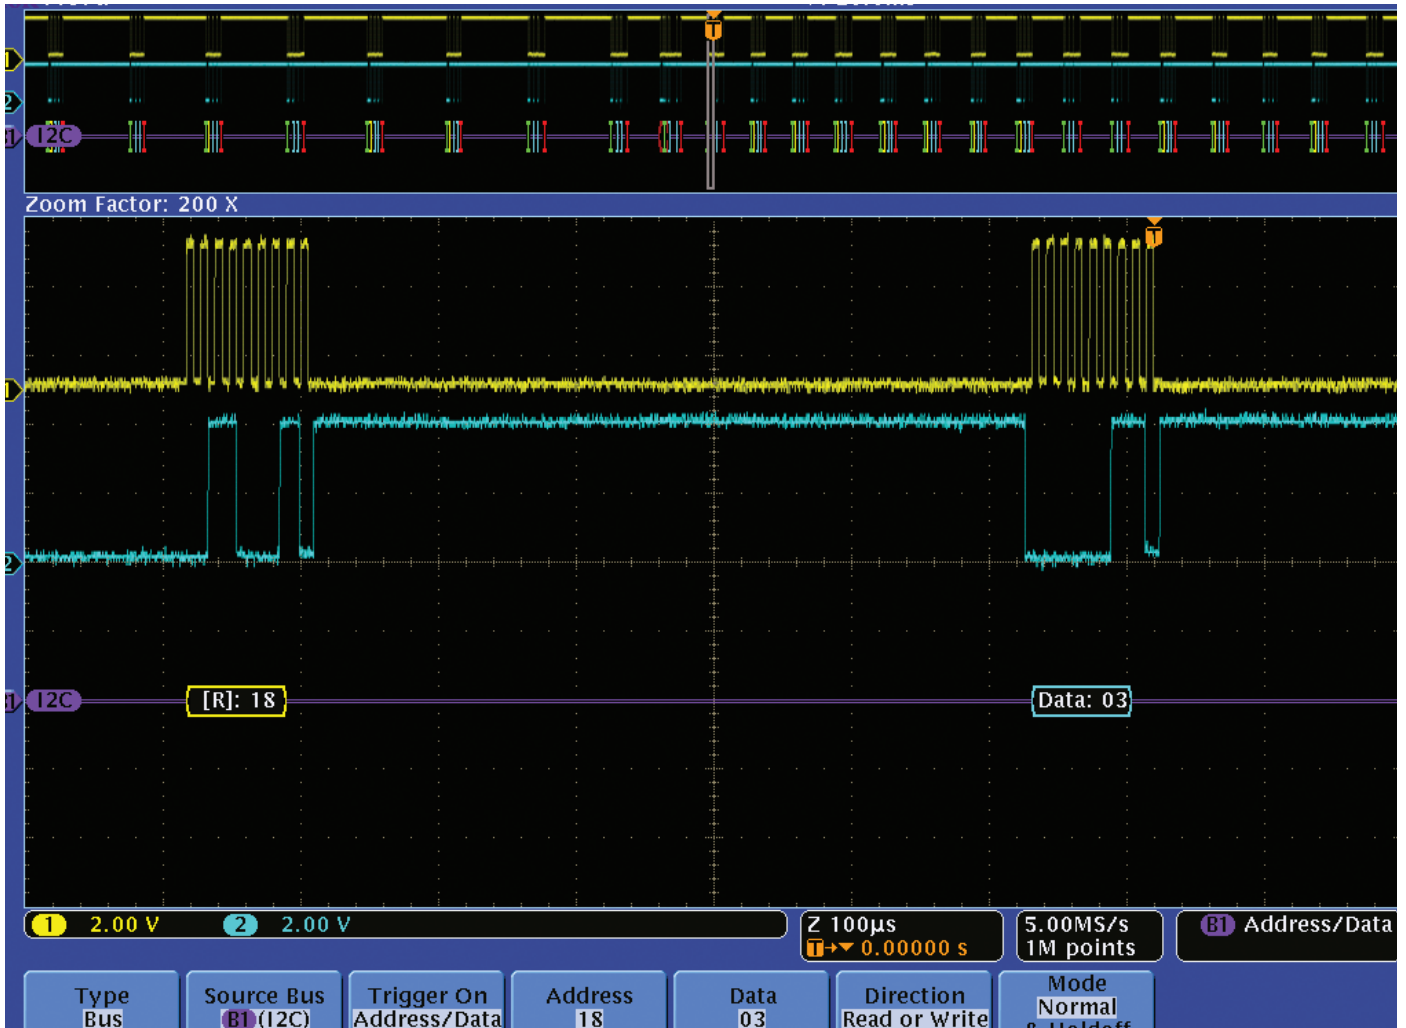 T
1
2
B1 I2C
Zoom Factor: 200 X
T
1
2
B1 I2C [R]: 18 Data: 03
1 2.00 V 2 2.00 V Z 100µs 5.00MS/s B1 Address/Data
T→▼ 0.00000 s 1M points
Type Source Bus Trigger On Address Data Direction Mode
Bus B1(I2C) Address/Data 18 03 Read or Write Normal
& Holdoff